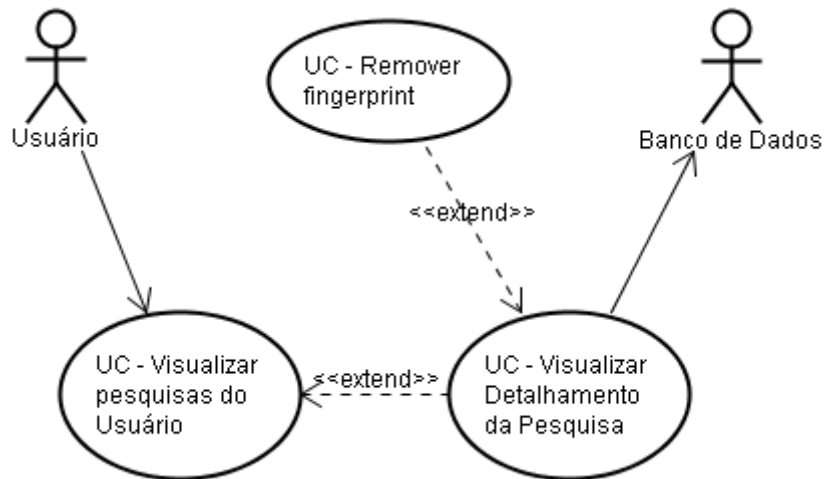 UC - Remover
fingerprint
Usuário
Banco de Dados
<<extend>>
UC - Visualizar
pesquisas do
Usuário
<<extend>>
UC - Visualizar
Detalhamento
da Pesquisa